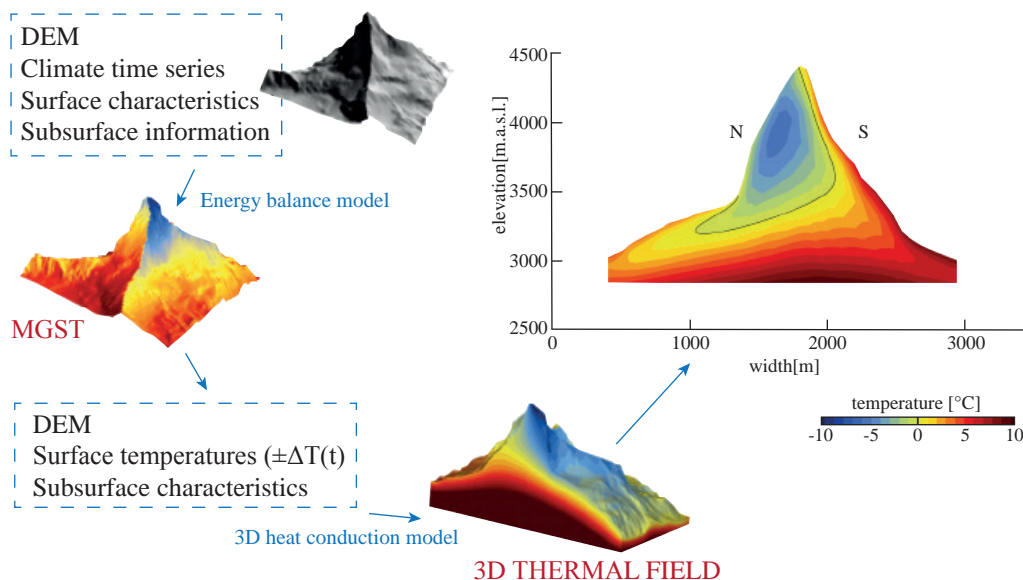 DEM
Climate time series
Surface characteristics
Subsurface information
Energy balance model
MGST
DEM
Surface temperatures (±ΔT(t)
Subsurface characteristics
3D heat conduction model
3D THERMAL FIELD
elevation[m.a.s.l.]
4500
4000
3500
3000
2500
N
S
0
1000
2000
3000
width[m]
temperature [°C]
-10
-5
0
5
10